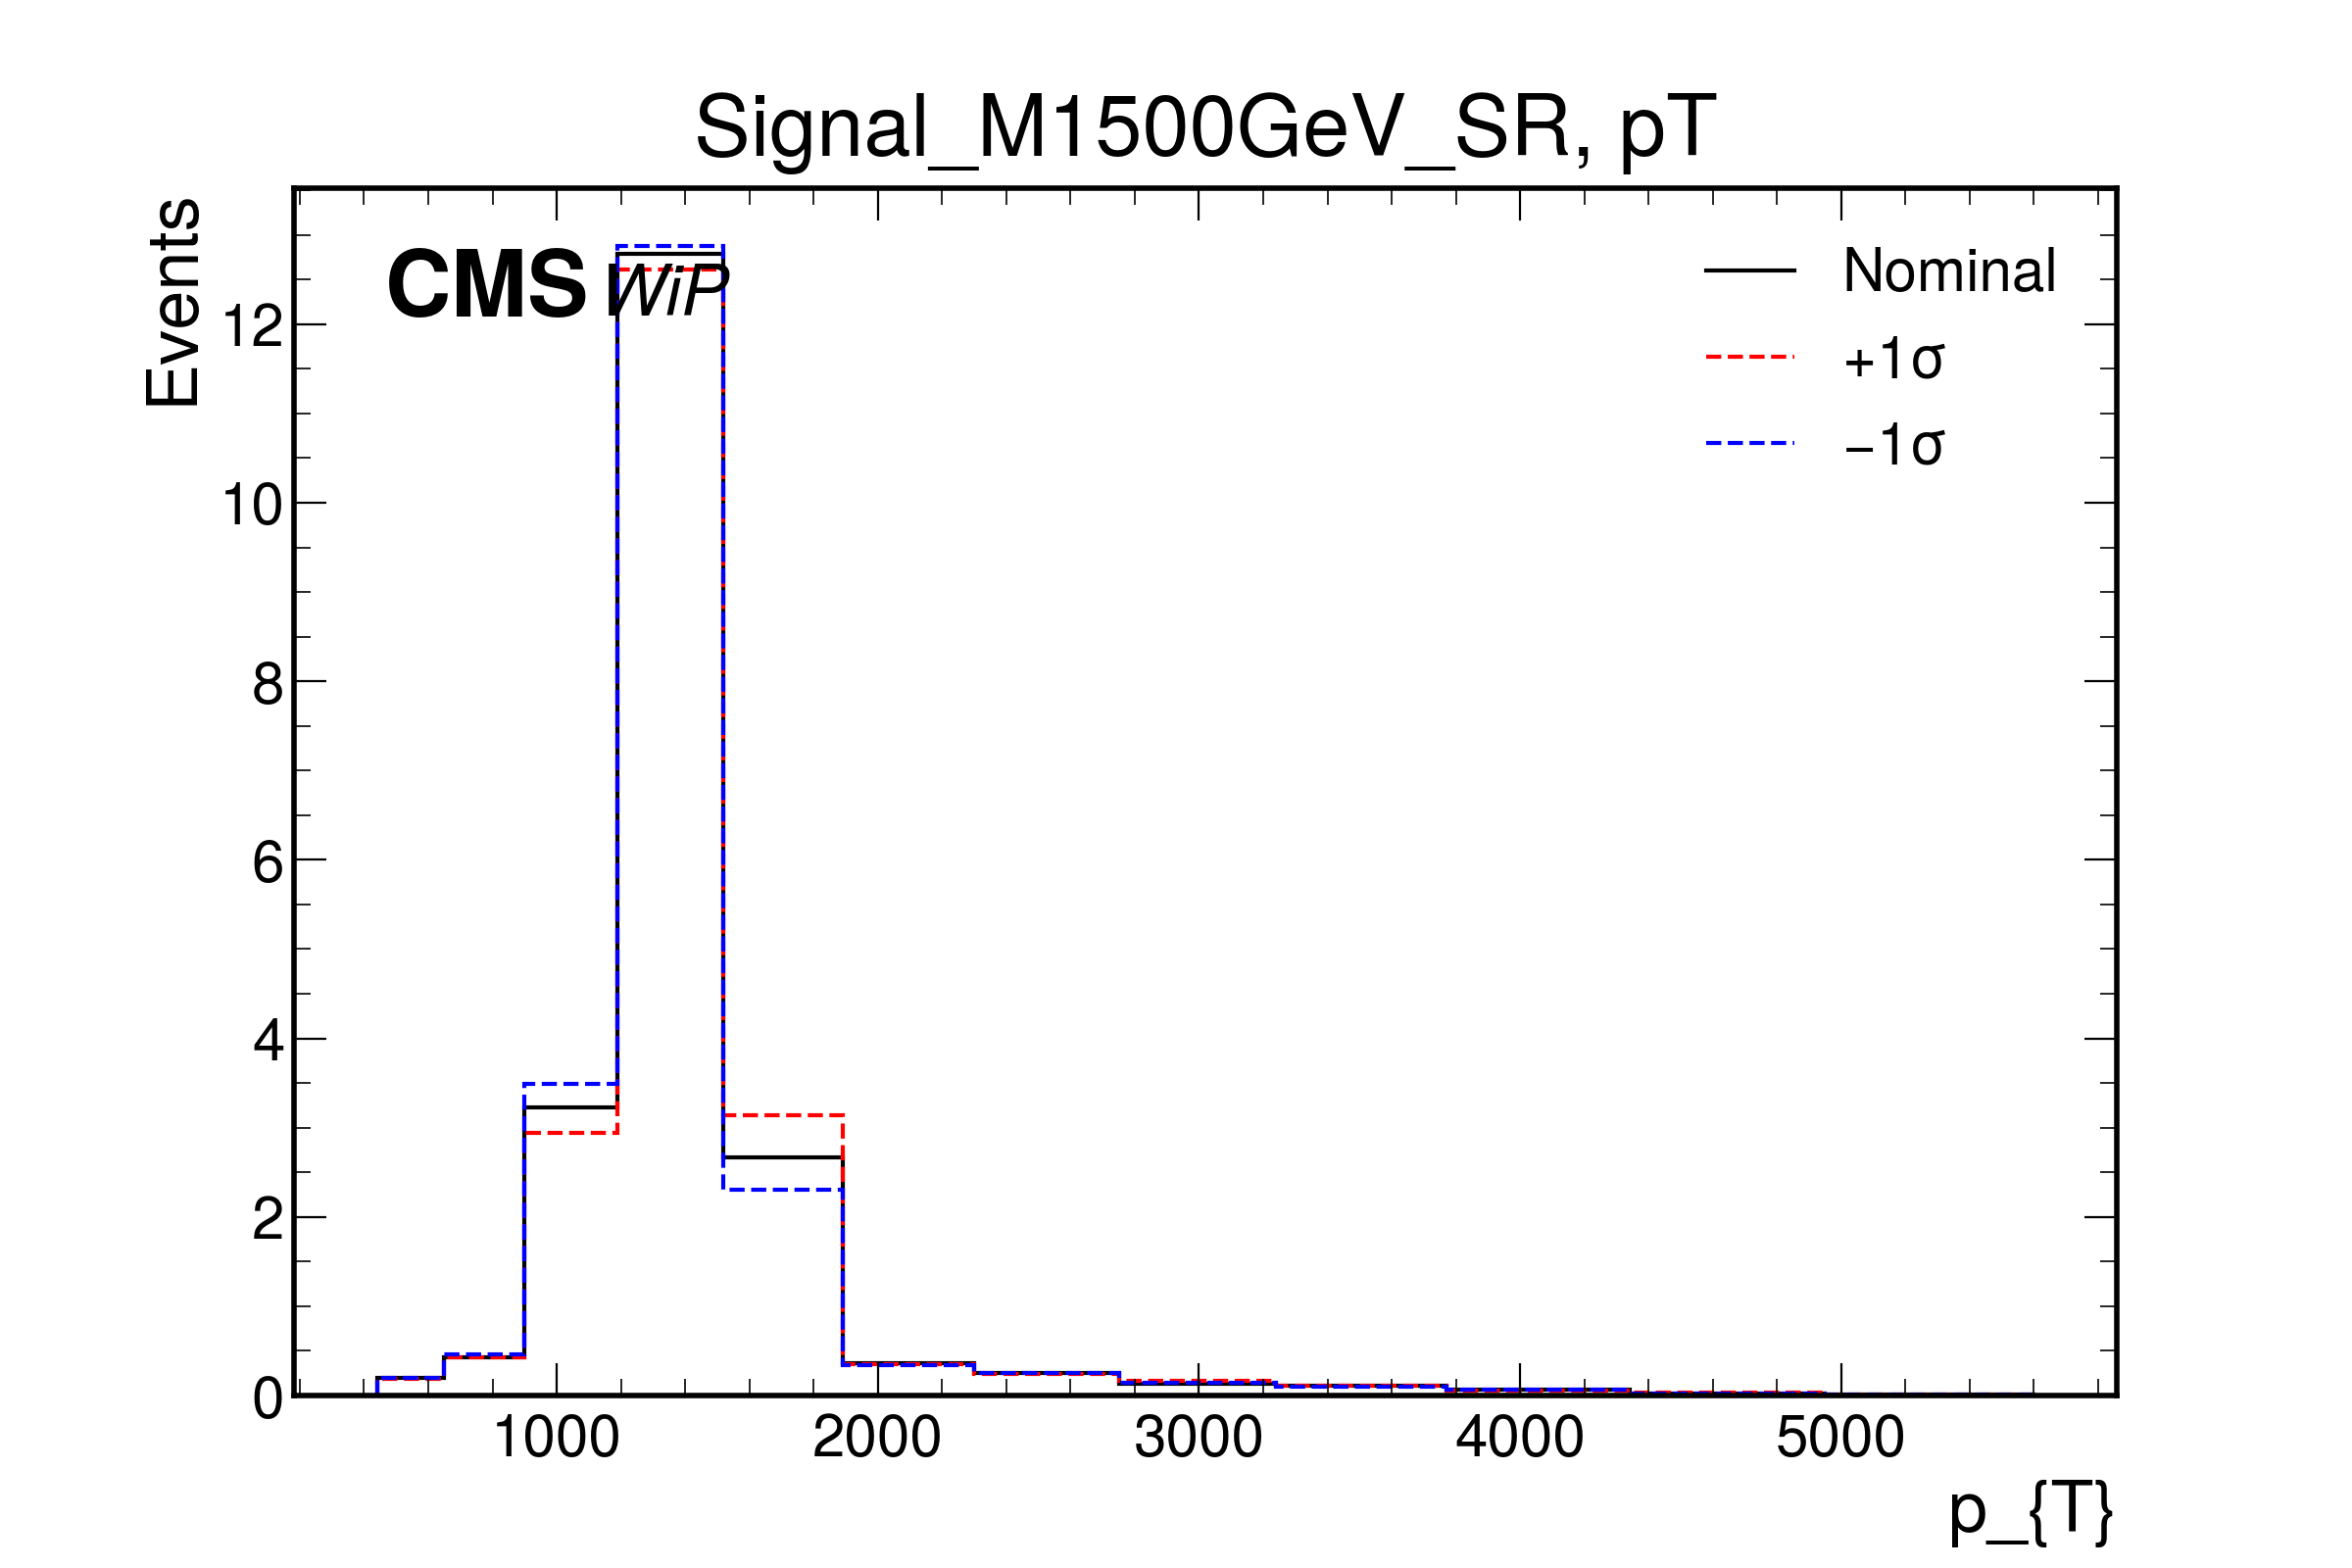 Signal_M1500GeV_SR, pT
Events
CMS WiP
Nominal
+1σ
−1σ
12
10
8
6
4
2
0
1000 2000 3000 4000 5000
p_{T}